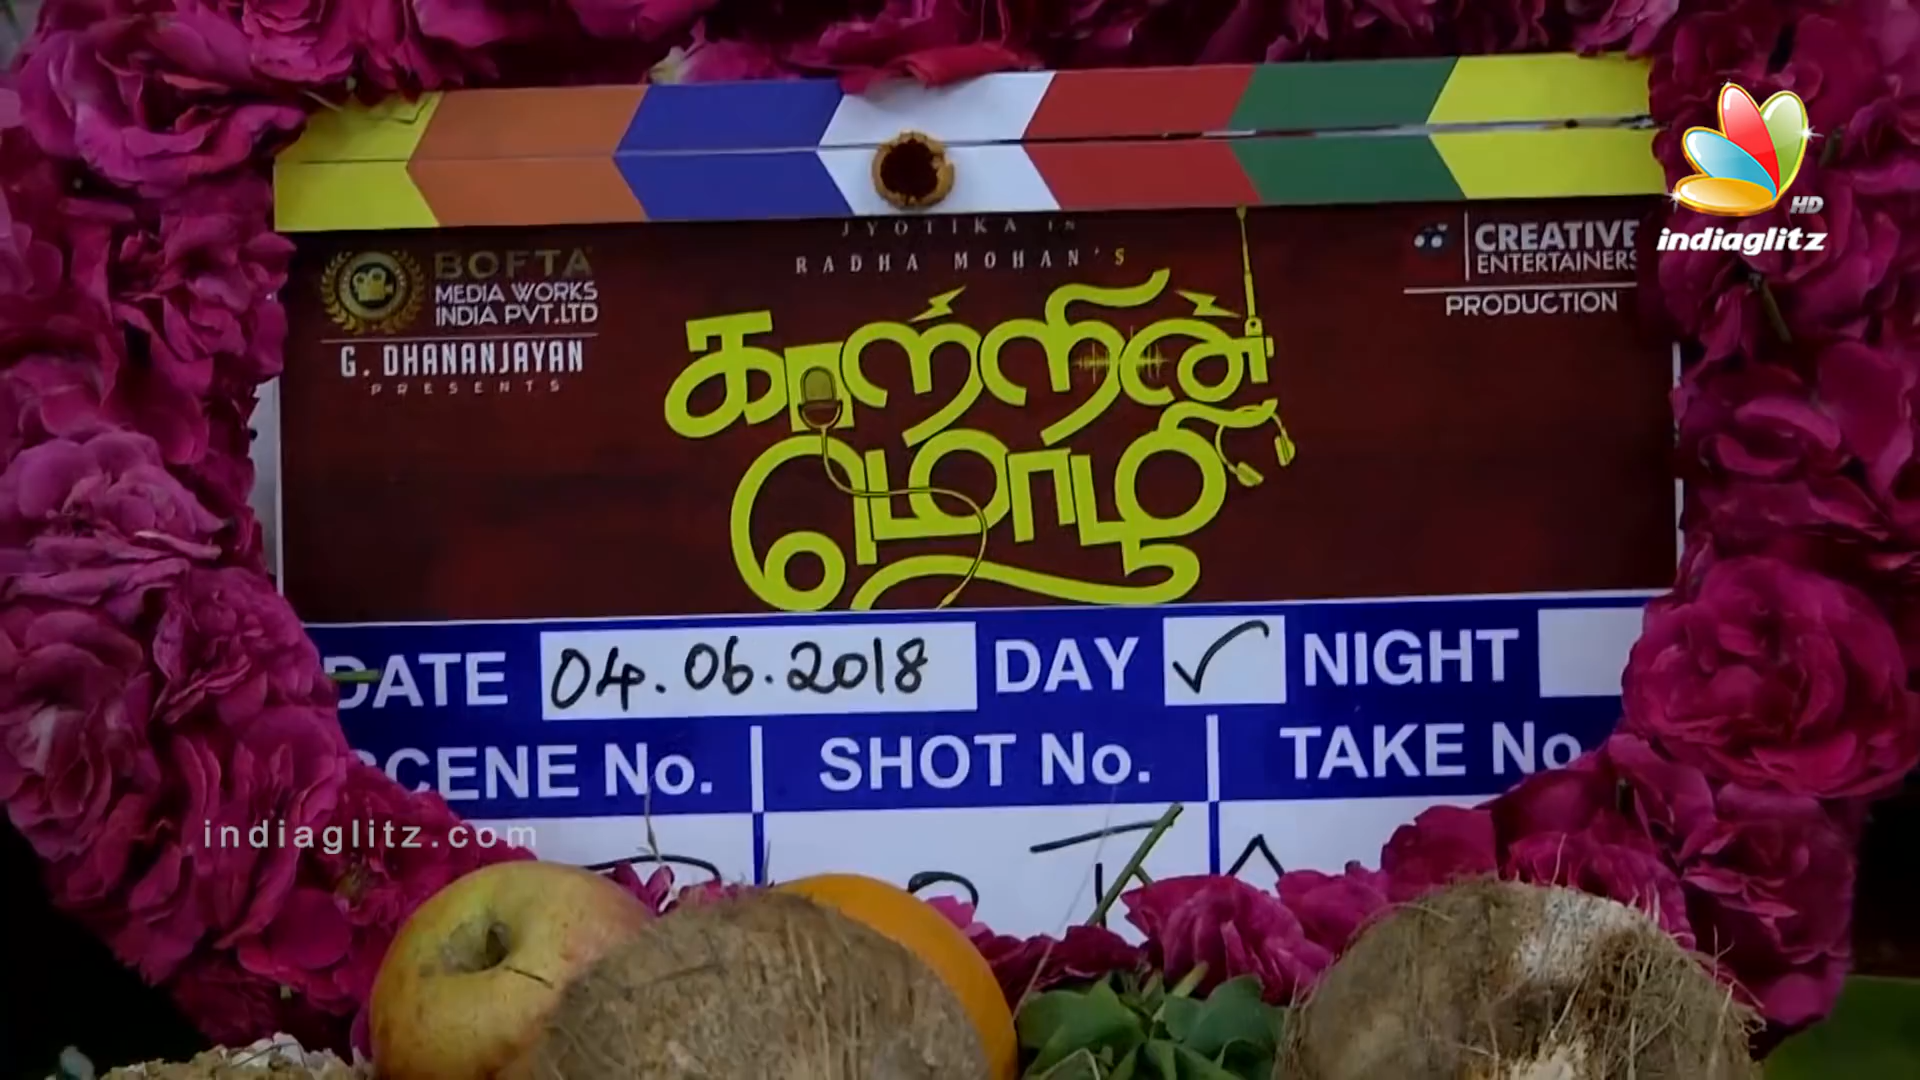 JYOTIKA IN
RADHA MOHAN'S
BOFTA
MEDIA WORKS
INDIA PVT.LTD
G. DHANANJAYAN
PRESENTS
CREATIVE
ENTERTAINERS
PRODUCTION
காற்றின்
மொழி
HD
indiaglitz
DATE 04.06.2018 DAY ✓ NIGHT
SCENE No. SHOT No. TAKE No.
indiaglitz.com